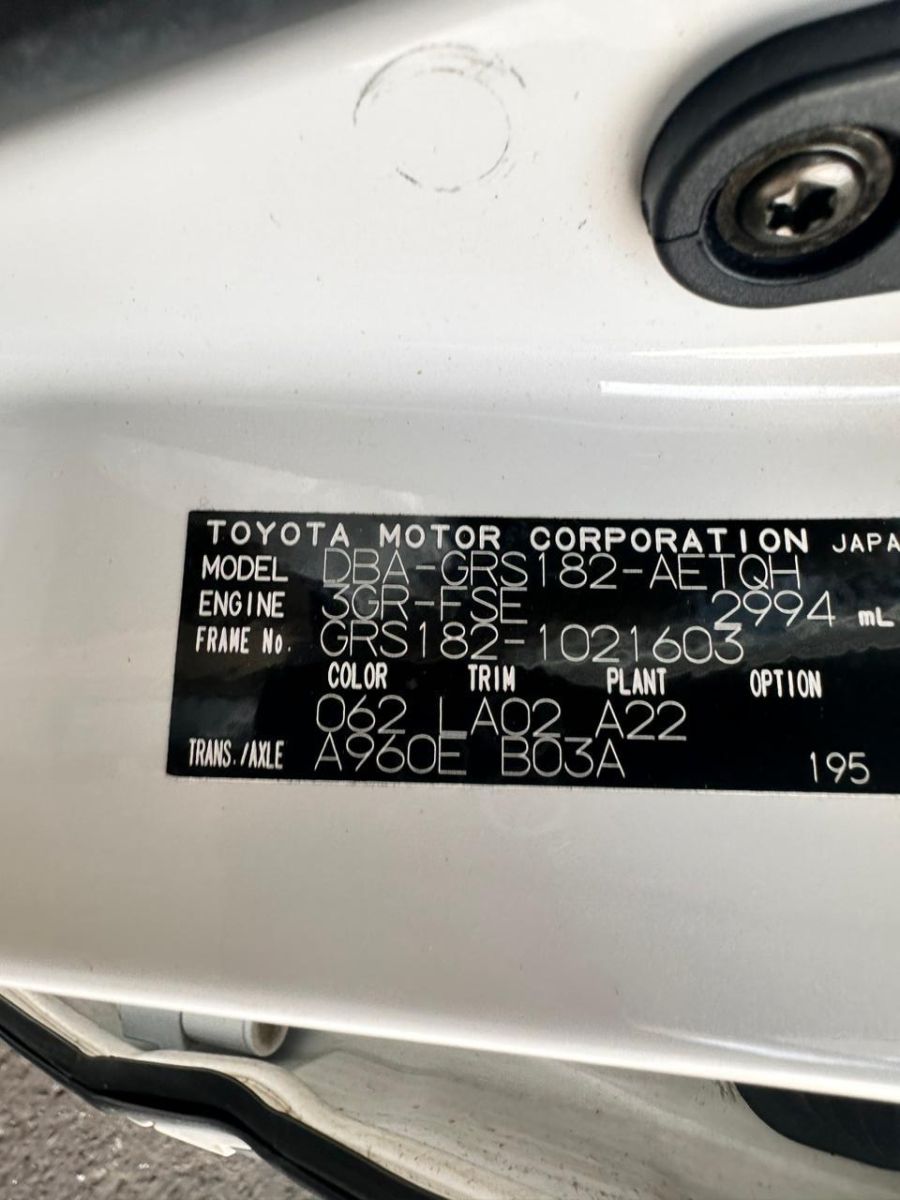 TOYOTA MOTOR CORPORATION JAPA
MODEL DBA-GRS182-AETQH
ENGINE 3GR-FSE 2994 mL
FRAME No. GRS182-1021603
COLOR TRIM PLANT OPTION
062 LA02 A22
TRANS./AXLE A960E B03A 195